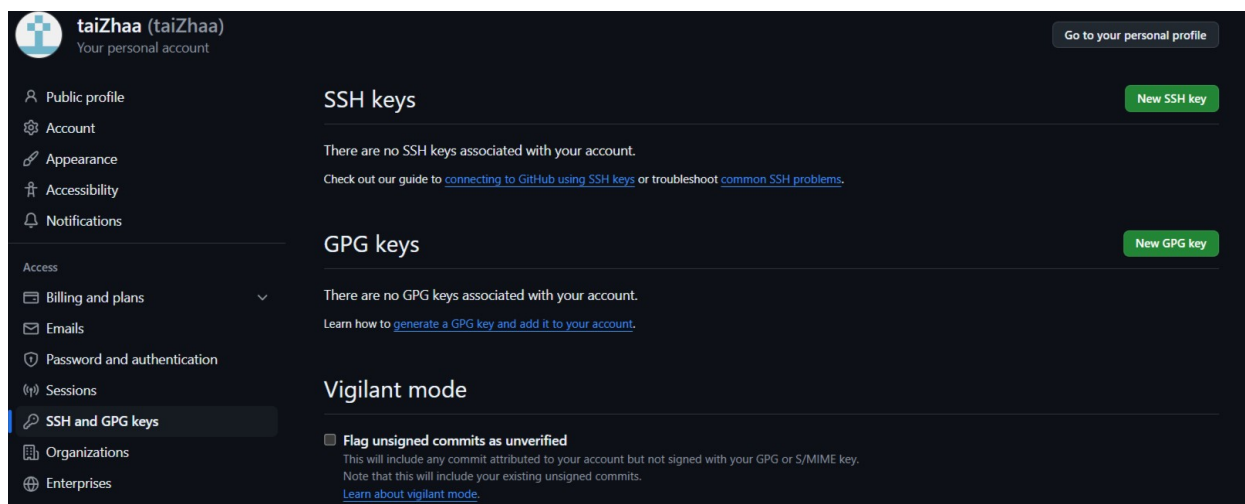 taiZhaa (taiZhaa)
Your personal account
Go to your personal profile
Public profile
Account
Appearance
Accessibility
Notifications
Access
Billing and plans
Emails
Password and authentication
Sessions
SSH and GPG keys
Organizations
Enterprises
SSH keys
New SSH key
There are no SSH keys associated with your account.
Check out our guide to connecting to GitHub using SSH keys or troubleshoot common SSH problems.
GPG keys
New GPG key
There are no GPG keys associated with your account.
Learn how to generate a GPG key and add it to your account.
Vigilant mode
Flag unsigned commits as unverified
This will include any commit attributed to your account but not signed with your GPG or S/MIME key.
Note that this will include your existing unsigned commits.
Learn about vigilant mode.